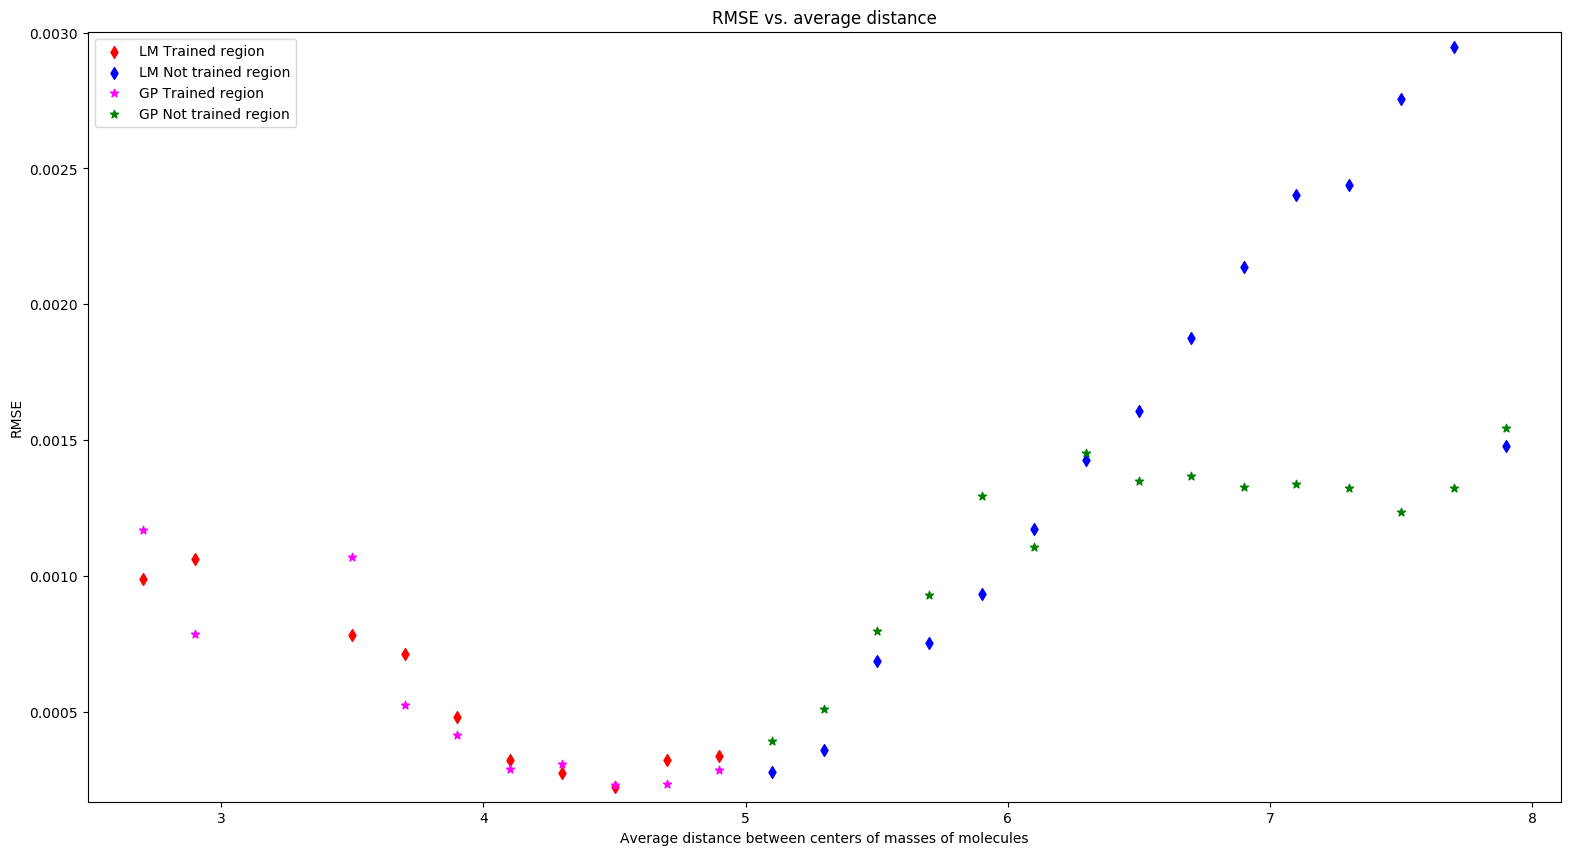 RMSE vs. average distance
LM Trained region
LM Not trained region
GP Trained region
GP Not trained region
0.0030
0.0025
0.0020
0.0015
0.0010
0.0005
RMSE
3 4 5 6 7 8
Average distance between centers of masses of molecules